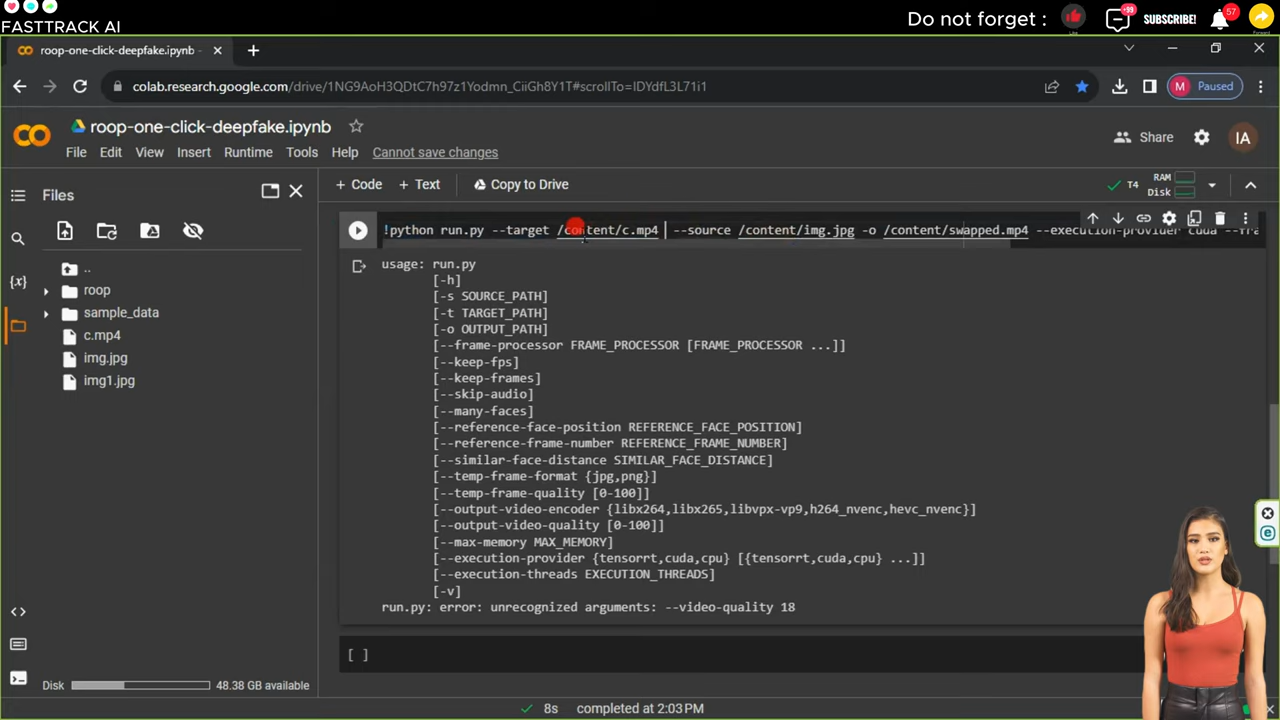 FASTTRACK AI
Do not forget :
+99
57
Like
SUBSCRIBE!
Forward
roop-one-click-deepfake.ipynb -
colab.research.google.com/drive/1NG9AoH3QDtC7h97z1Yodmn_CiiGh8Y1T#scrollTo=IDYdfL3L71i1
M
Paused
roop-one-click-deepfake.ipynb
Share
IA
File Edit View Insert Runtime Tools Help Cannot save changes
Files
+ Code + Text Copy to Drive
T4
RAM
Disk
!python run.py --target /content/c.mp4 --source /content/img.jpg -o /content/swapped.mp4 --execution-provider cuda --fra
..
roop
sample_data
c.mp4
img.jpg
img1.jpg
{x}
usage: run.py
[-h]
[-s SOURCE_PATH]
[-t TARGET_PATH]
[-o OUTPUT_PATH]
[--frame-processor FRAME_PROCESSOR [FRAME_PROCESSOR ...]]
[--keep-fps]
[--keep-frames]
[--skip-audio]
[--many-faces]
[--reference-face-position REFERENCE_FACE_POSITION]
[--reference-frame-number REFERENCE_FRAME_NUMBER]
[--similar-face-distance SIMILAR_FACE_DISTANCE]
[--temp-frame-format {jpg,png}]
[--temp-frame-quality [0-100]]
[--output-video-encoder {libx264,libx265,libvpx-vp9,h264_nvenc,hevc_nvenc}]
[--output-video-quality [0-100]]
[--max-memory MAX_MEMORY]
[--execution-provider {tensorrt,cuda,cpu} [{tensorrt,cuda,cpu} ...]]
[--execution-threads EXECUTION_THREADS]
[-v]
run.py: error: unrecognized arguments: --video-quality 18
[ ]
Disk 48.38 GB available
8s completed at 2:03 PM